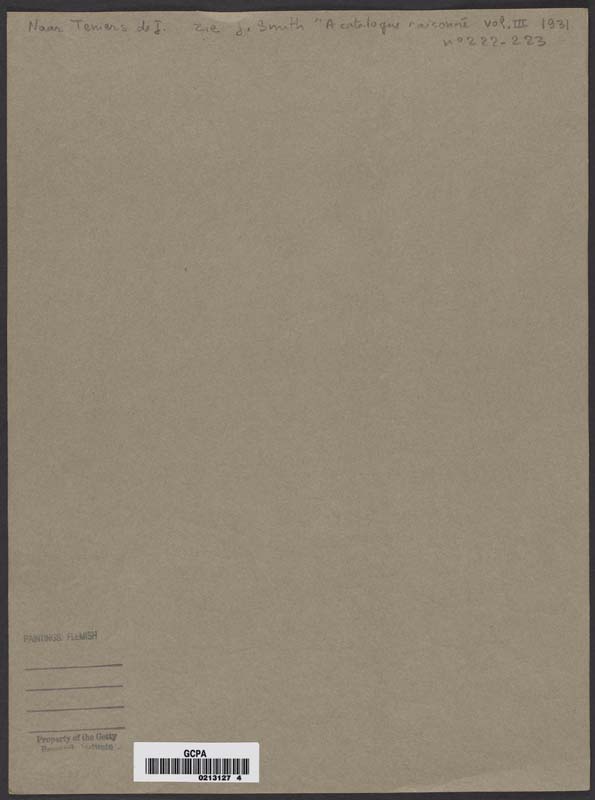 Naar Teniers de J. zie J. Smith "A catalogue raisonné vol. III 1931
n° 222-223
PAINTINGS: FLEMISH
Property of the Getty
Research Institute
GCPA
0213127 4